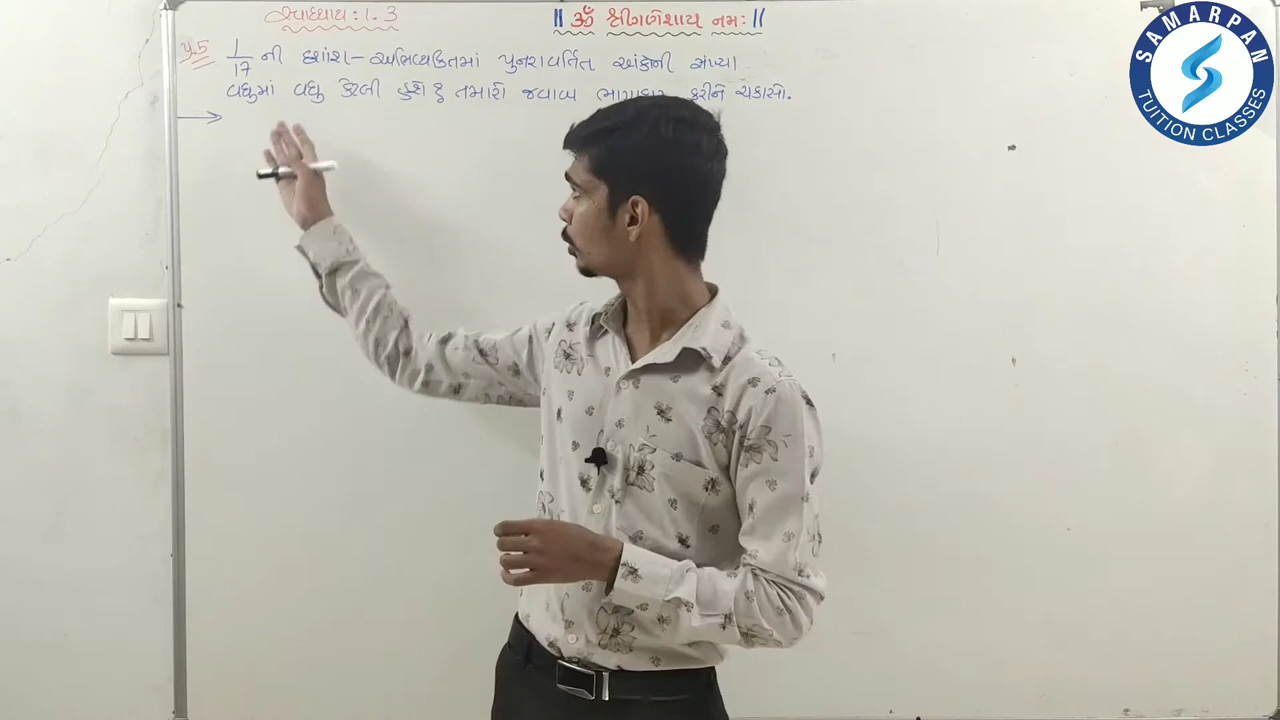 સ્વાધ્યાય : 1.3
॥ ૐ શ્રી ગણેશાય નમઃ ॥
પ્ર.5 1/17 ની દશાંશ-અભિવ્યક્તિમાં પુનરાવર્તિત અંકોની સંખ્યા
વધુમાં વધુ કેટલી હશે? તમારો જવાબ ભાગાકાર કરીને ચકાસો.
SAMARPAN
TUITION CLASSES